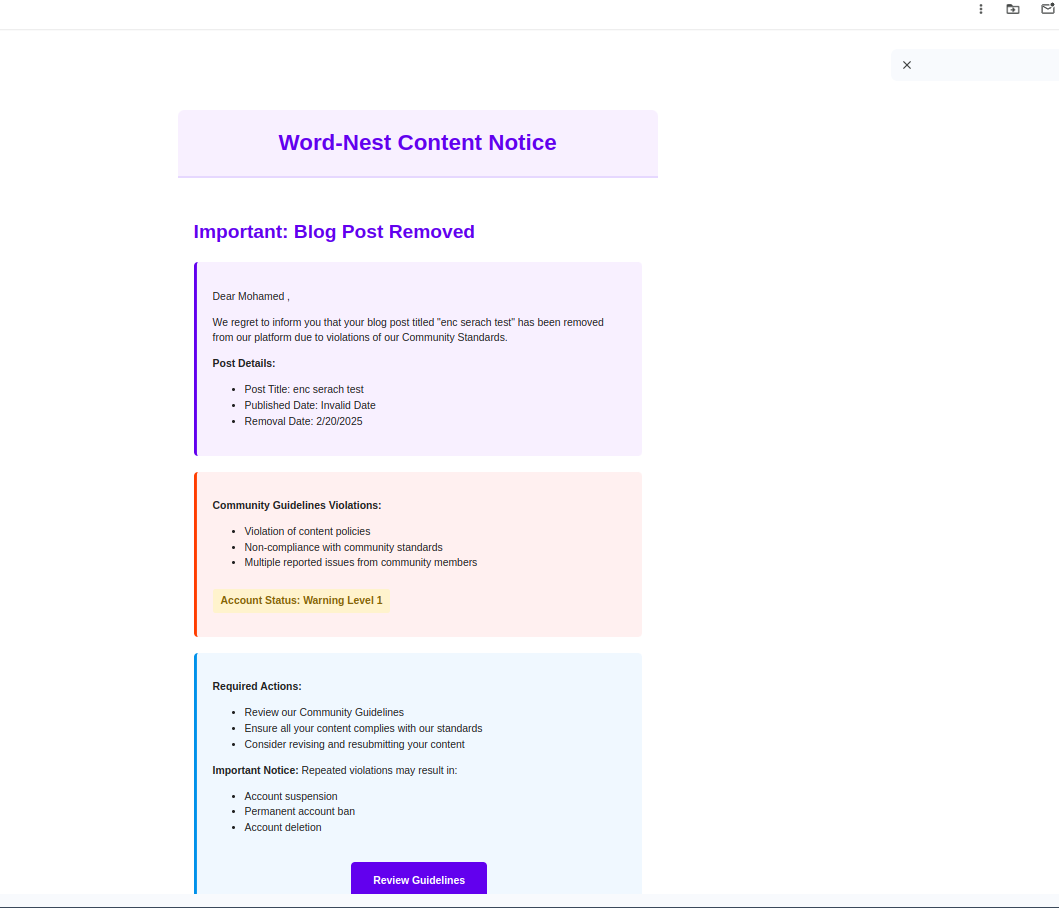 Word-Nest Content Notice
Important: Blog Post Removed
Dear Mohamed ,
We regret to inform you that your blog post titled "enc serach test" has been removed
from our platform due to violations of our Community Standards.
Post Details:
• Post Title: enc serach test
• Published Date: Invalid Date
• Removal Date: 2/20/2025
Community Guidelines Violations:
• Violation of content policies
• Non-compliance with community standards
• Multiple reported issues from community members
Account Status: Warning Level 1
Required Actions:
• Review our Community Guidelines
• Ensure all your content complies with our standards
• Consider revising and resubmitting your content
Important Notice: Repeated violations may result in:
• Account suspension
• Permanent account ban
• Account deletion
Review Guidelines